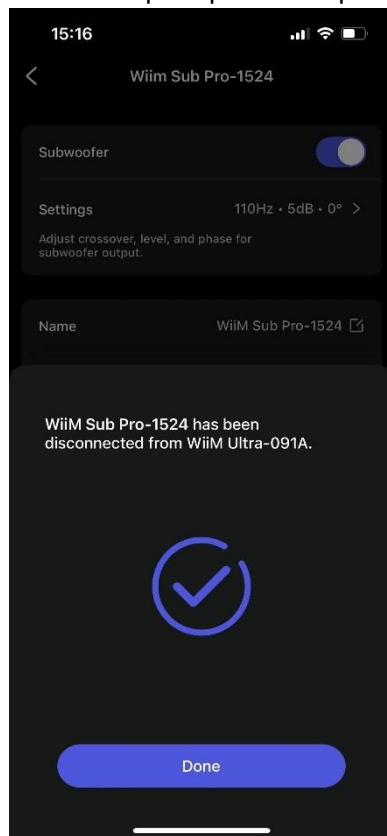 15:16
Wiim Sub Pro-1524
Subwoofer
Settings 110Hz • 5dB • 0° >
Adjust crossover, level, and phase for
subwoofer output.
Name WiiM Sub Pro-1524
WiiM Sub Pro-1524 has been
disconnected from WiiM Ultra-091A.
Done